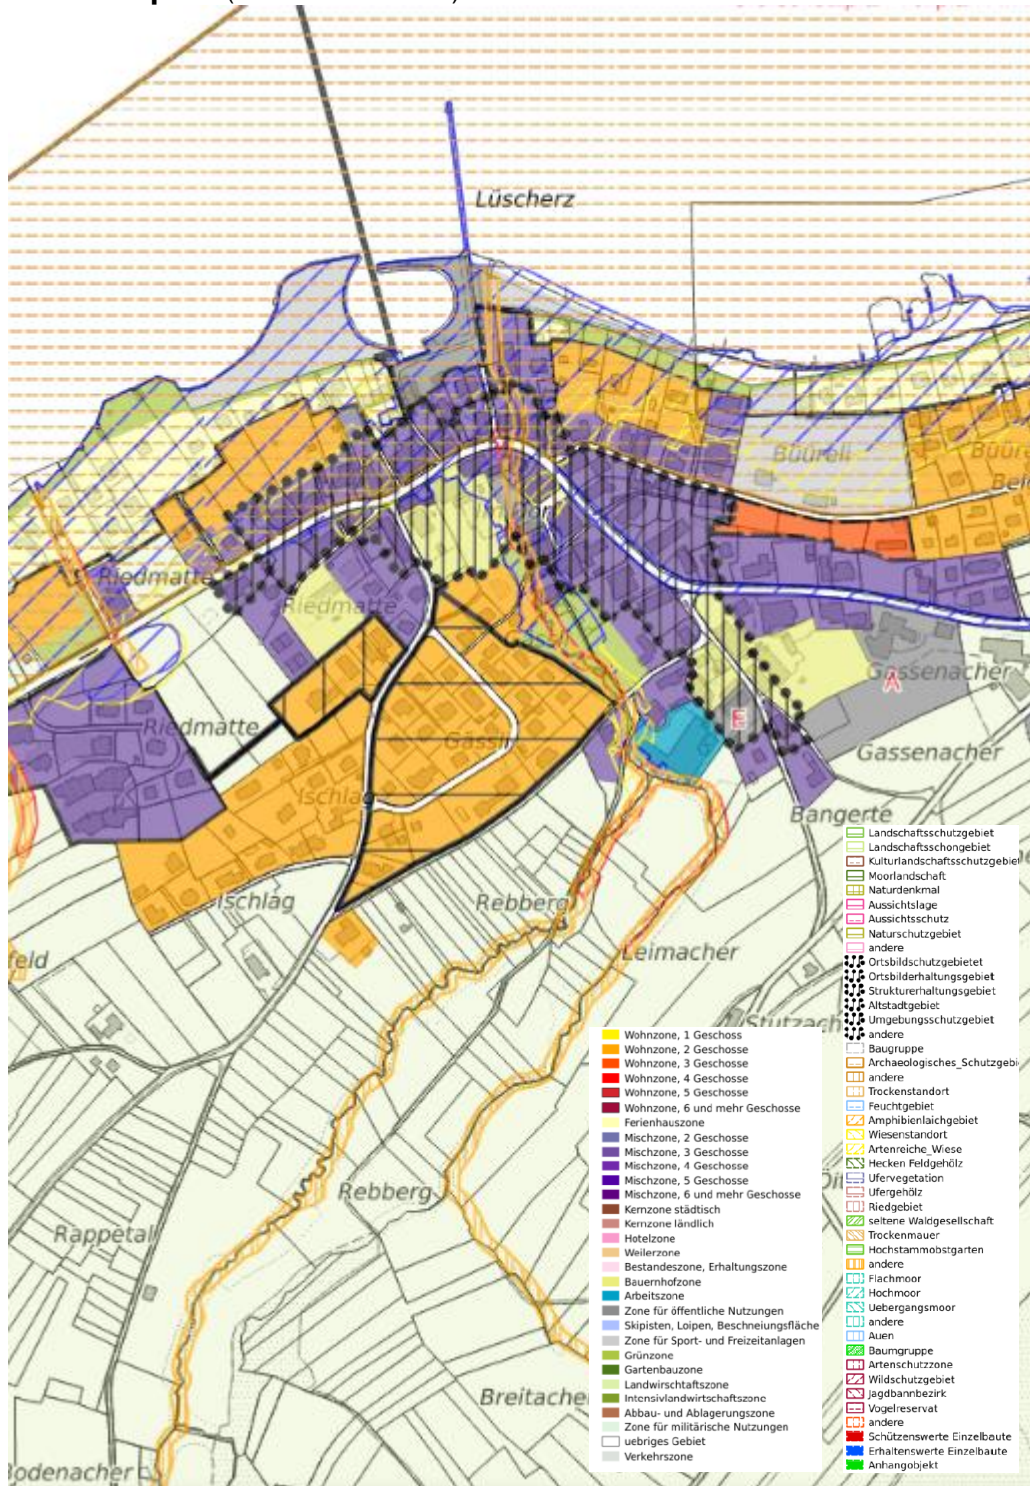 Lüscherz
Büüreli
Riedmatte
Riedmatte
Gassenacher
A
Riedmatte
E
Gassenacher
Ischlag
Bangerte
Ischlag
Rebberg
Leimacher
feld
Stutzach
Rebberg
Rappetal
Breitache
Bodenacher
Wohnzone, 1 Geschoss
Wohnzone, 2 Geschosse
Wohnzone, 3 Geschosse
Wohnzone, 4 Geschosse
Wohnzone, 5 Geschosse
Wohnzone, 6 und mehr Geschosse
Ferienhauszone
Mischzone, 2 Geschosse
Mischzone, 3 Geschosse
Mischzone, 4 Geschosse
Mischzone, 5 Geschosse
Mischzone, 6 und mehr Geschosse
Kernzone städtisch
Kernzone ländlich
Hotelzone
Weilerzone
Bestandeszone, Erhaltungszone
Bauernhofzone
Arbeitszone
Zone für öffentliche Nutzungen
Skipisten, Loipen, Beschneiungsfläche
Zone für Sport- und Freizeitanlagen
Grünzone
Gartenbauzone
Landwirtschaftszone
Intensivlandwirtschaftszone
Abbau- und Ablagerungszone
Zone für militärische Nutzungen
uebriges Gebiet
Verkehrszone
Landschaftsschutzgebiet
Landschaftsschongebiet
Kulturlandschaftsschutzgebiet
Moorlandschaft
Naturdenkmal
Aussichtslage
Aussichtsschutz
Naturschutzgebiet
andere
Ortsbildschutzgebietet
Ortsbilderhaltungsgebiet
Strukturerhaltungsgebiet
Altstadtgebiet
Umgebungsschutzgebiet
andere
Baugruppe
Archaeologisches_Schutzgebi
andere
Trockenstandort
Feuchtgebiet
Amphibienlaichgebiet
Wiesenstandort
Artenreiche_Wiese
Hecken Feldgehölz
Ufervegetation
Ufergehölz
Riedgebiet
seltene Waldgesellschaft
Trockenmauer
Hochstammobstgarten
andere
Flachmoor
Hochmoor
Uebergangsmoor
andere
Auen
Baumgruppe
Artenschutzzone
Wildschutzgebiet
Jagdbannbezirk
Vogelreservat
andere
Schützenswerte Einzelbaute
Erhaltenswerte Einzelbaute
Anhangobjekt